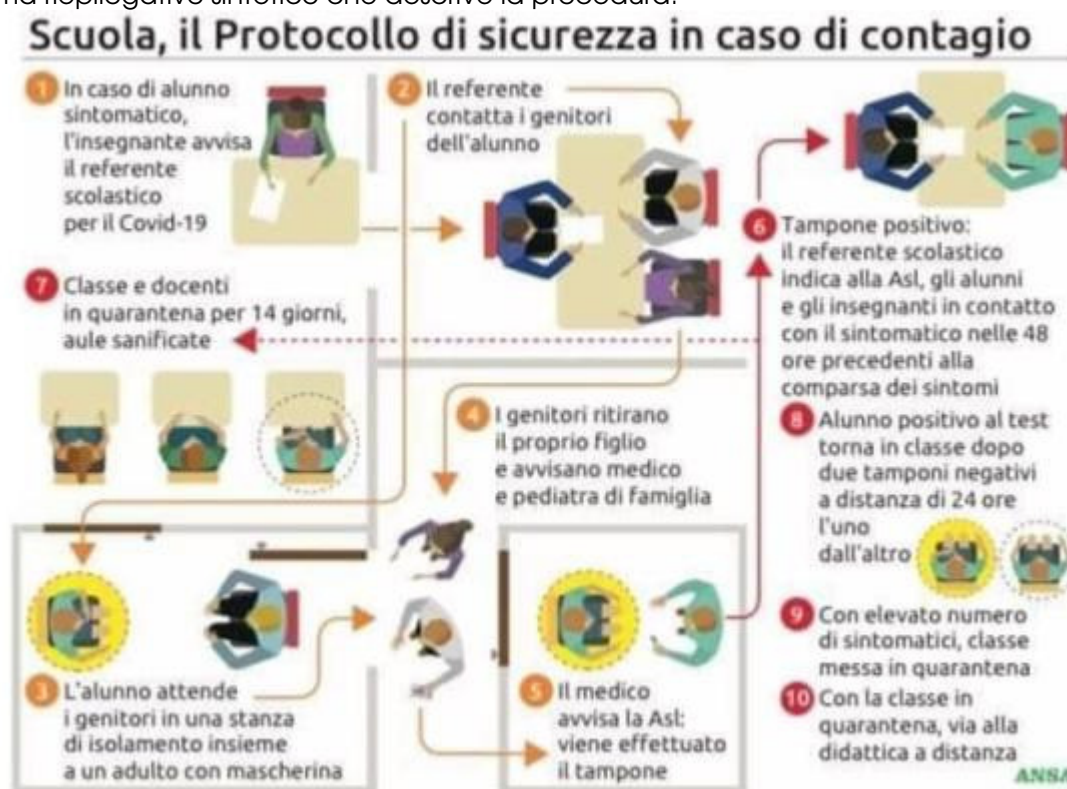 riepilogativo sintetico che descrive la procedura.
Scuola, il Protocollo di sicurezza in caso di contagio
1 In caso di alunno
sintomatico,
l'insegnante avvisa
il referente
scolastico
per il Covid-19
2 Il referente
contatta i genitori
dell'alunno
3 L'alunno attende
i genitori in una stanza
di isolamento insieme
a un adulto con mascherina
4 I genitori ritirano
il proprio figlio
e avvisano medico
e pediatra di famiglia
5 Il medico
avvisa la Asl:
viene effettuato
il tampone
6 Tampone positivo:
il referente scolastico
indica alla Asl, gli alunni
e gli insegnanti in contatto
con il sintomatico nelle 48
ore precedenti alla
comparsa dei sintomi
7 Classe e docenti
in quarantena per 14 giorni,
aule sanificate
8 Alunno positivo al test
torna in classe dopo
due tamponi negativi
a distanza di 24 ore
l'uno
dall'altro
9 Con elevato numero
di sintomatici, classe
messa in quarantena
10 Con la classe in
quarantena, via alla
didattica a distanza
ANSA